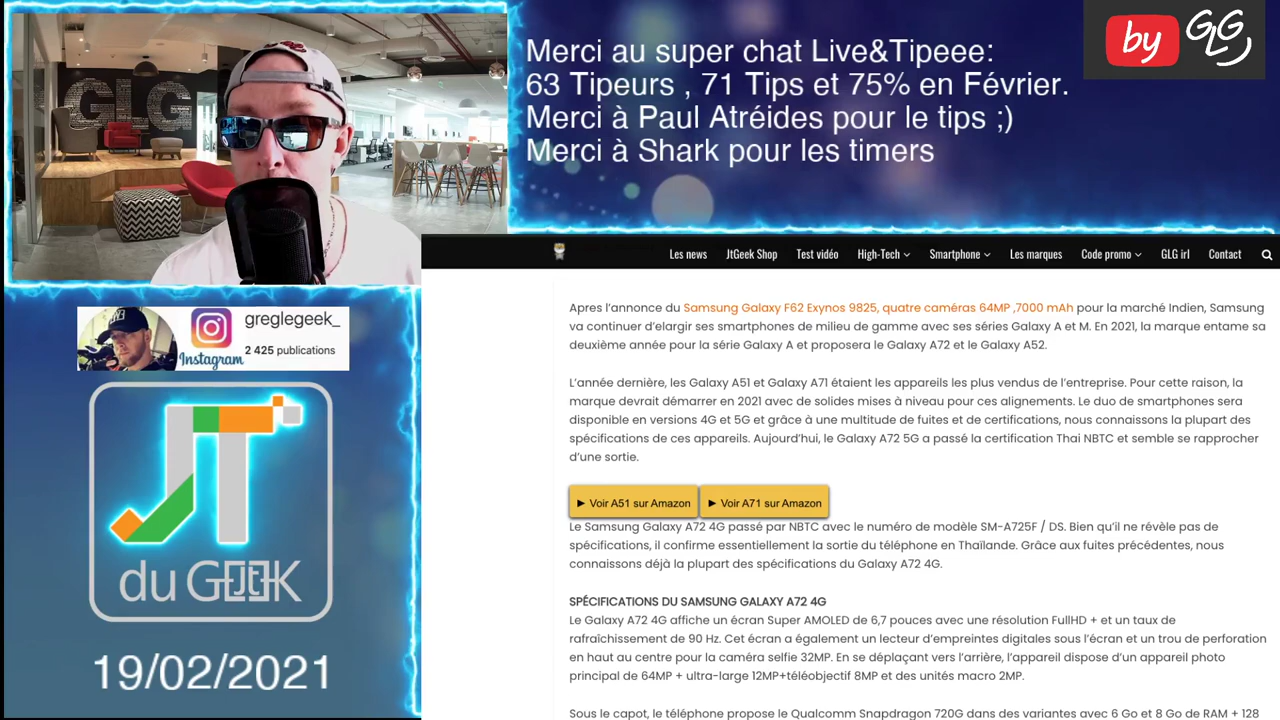 GLG
Merci au super chat Live&Tipeee:
63 Tipeurs , 71 Tips et 75% en Février.
Merci à Paul Atréides pour le tips ;)
Merci à Shark pour les timers
by GLG
Les news JtGeek Shop Test vidéo High-Tech Smartphone Les marques Code promo GLG irl Contact
greglegeek_
2 425 publications
Instagram
JT
du GEEK
19/02/2021
Apres l'annonce du Samsung Galaxy F62 Exynos 9825, quatre caméras 64MP ,7000 mAh pour la marché Indien, Samsung
va continuer d'elargir ses smartphones de milieu de gamme avec ses séries Galaxy A et M. En 2021, la marque entame sa
deuxième année pour la série Galaxy A et proposera le Galaxy A72 et le Galaxy A52.
L'année dernière, les Galaxy A51 et Galaxy A71 étaient les appareils les plus vendus de l'entreprise. Pour cette raison, la
marque devrait démarrer en 2021 avec de solides mises à niveau pour ces alignements. Le duo de smartphones sera
disponible en versions 4G et 5G et grâce à une multitude de fuites et de certifications, nous connaissons la plupart des
spécifications de ces appareils. Aujourd'hui, le Galaxy A72 5G a passé la certification Thai NBTC et semble se rapprocher
d'une sortie.
► Voir A51 sur Amazon ► Voir A71 sur Amazon
Le Samsung Galaxy A72 4G passé par NBTC avec le numéro de modèle SM-A725F / DS. Bien qu'il ne révèle pas de
spécifications, il confirme essentiellement la sortie du téléphone en Thaïlande. Grâce aux fuites précédentes, nous
connaissons déjà la plupart des spécifications du Galaxy A72 4G.
SPÉCIFICATIONS DU SAMSUNG GALAXY A72 4G
Le Galaxy A72 4G affiche un écran Super AMOLED de 6,7 pouces avec une résolution FullHD + et un taux de
rafraîchissement de 90 Hz. Cet écran a également un lecteur d'empreintes digitales sous l'écran et un trou de perforation
en haut au centre pour la caméra selfie 32MP. En se déplaçant vers l'arrière, l'appareil dispose d'un appareil photo
principal de 64MP + ultra-large 12MP+téléobjectif 8MP et des unités macro 2MP.
Sous le capot, le téléphone propose le Qualcomm Snapdragon 720G dans des variantes avec 6 Go et 8 Go de RAM + 128